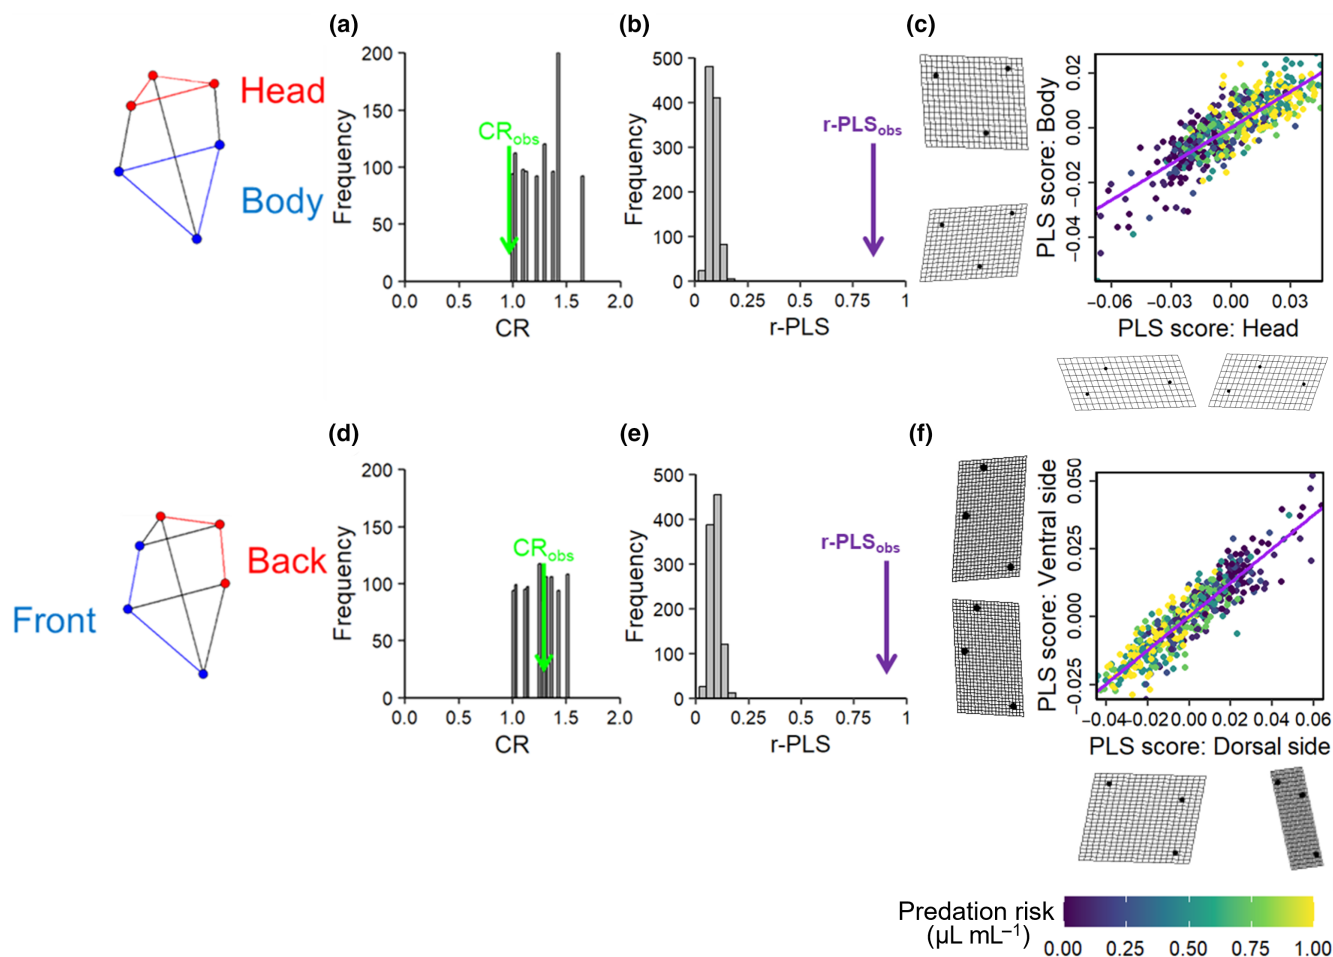 (a)
(b)
(c)
Head
Body
Frequency
200
150
100
50
0
CRobs
0.0 0.5 1.0 1.5 2.0
CR
Frequency
500
400
300
200
100
0
r-PLSobs
0 0.25 0.5 0.75 1
r-PLS
PLS score: Body
0.02
0.00
−0.02
−0.04
−0.06 −0.03 0.00 0.03
PLS score: Head
(d)
(e)
(f)
Back
Front
Frequency
200
150
100
50
0
CRobs
0.0 0.5 1.0 1.5 2.0
CR
Frequency
500
400
300
200
100
0
r-PLSobs
0 0.25 0.5 0.75 1
r-PLS
PLS score: Ventral side
0.050
0.025
0.000
−0.025
−0.04 −0.02 0.00 0.02 0.04 0.06
PLS score: Dorsal side
Predation risk
(µL mL−1)
0.00 0.25 0.50 0.75 1.00